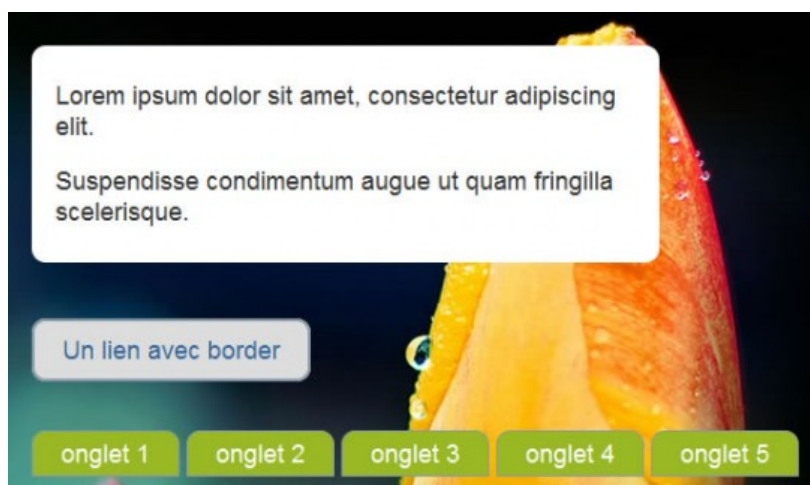 Lorem ipsum dolor sit amet, consectetur adipiscing
elit.
Suspendisse condimentum augue ut quam fringilla
scelerisque.
Un lien avec border
onglet 1 onglet 2 onglet 3 onglet 4 onglet 5